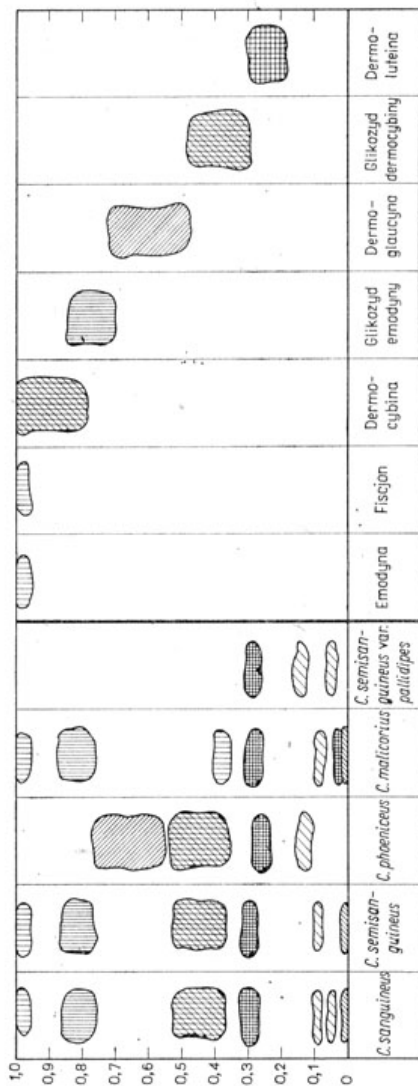 1,0
0,9
0,8
0,7
0,6
0,5
0,4
0,3
0,2
0,1
0
C. sanguineus
C. semisan-
guineus
C. phoeniceus
C. malicorius
C. semisan-
guineus var.
pallidipes
Emodyna
Fiscjon
Dermo-
cybina
Glikozyd
emodyny
Dermo-
glaucyna
Glikozyd
dermocybiny
Dermo-
luteina